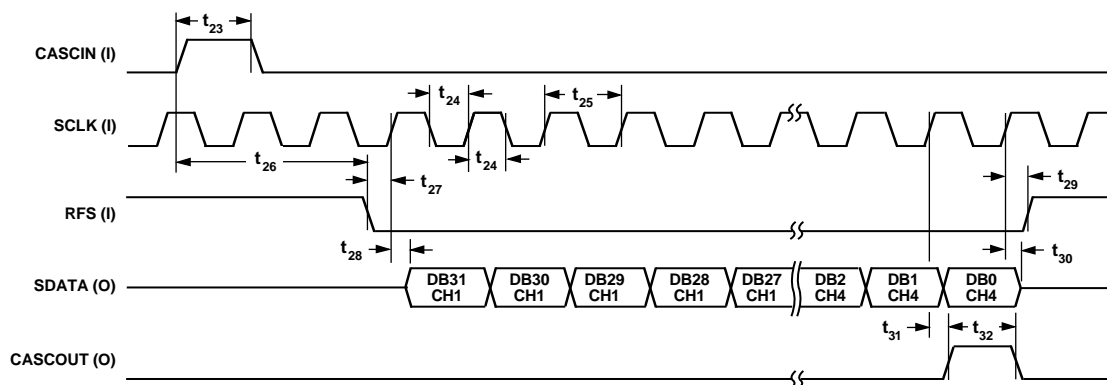 t23
CASCIN (I)
t24
t25
SCLK (I)
t26
t24
t27
t29
RFS (I)
t28
t30
SDATA (O)
DB31 CH1
DB30 CH1
DB29 CH1
DB28 CH1
DB27 CH1
DB2 CH4
DB1 CH4
DB0 CH4
t31
t32
CASCOUT (O)